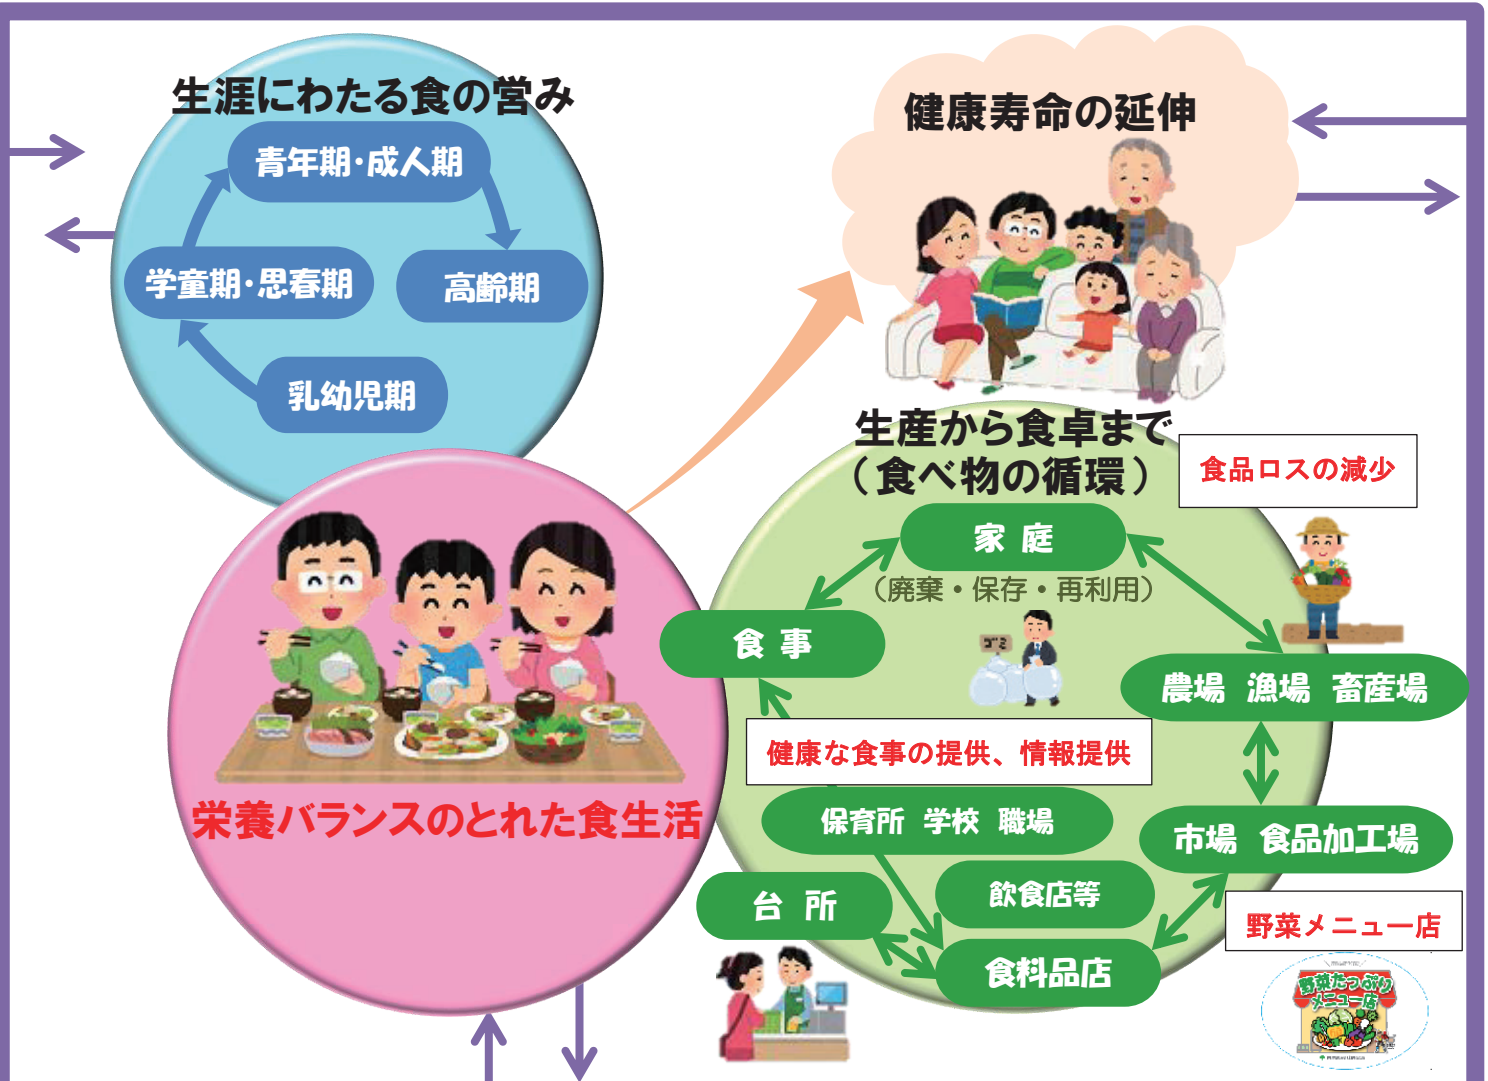 生涯にわたる食の営み
青年期・成人期
学童期・思春期
高齢期
乳幼児期
健康寿命の延伸
栄養バランスのとれた食生活
生産から食卓まで
（食べ物の循環）
食品ロスの減少
家 庭
（廃棄・保存・再利用）
ゴミ
食 事
農場 漁場 畜産場
健康な食事の提供、情報提供
保育所 学校 職場
市場 食品加工場
飲食店等
台 所
食料品店
野菜メニュー店
野菜たっぷり
メニュー店